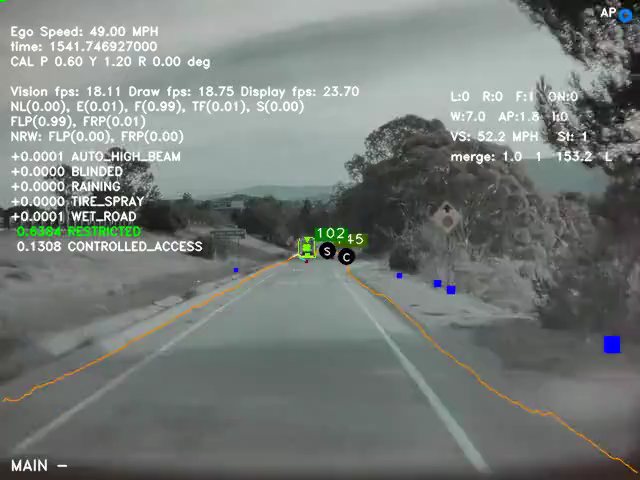 AP
Ego Speed: 49.00 MPH
time: 1541.746927000
CAL P 0.60 Y 1.20 R 0.00 deg
Vision fps: 18.11 Draw fps: 18.75 Display fps: 23.70
NL(0.00), E(0.01), F(0.99), TF(0.01), S(0.00)
FLP(0.99), FRP(0.01)
NRW: FLP(0.00), FRP(0.00)
L:0 R:0 F:1 ON:0
W:7.0 AP:1.8 I:0
VS: 52.2 MPH St: 1
merge: 1.0 1 153.2 L
+0.0001 AUTO_HIGH_BEAM
+0.0000 BLINDED
+0.0000 RAINING
+0.0000 TIRE_SPRAY
+0.0001 WET_ROAD
0.6384 RESTRICTED
0.1308 CONTROLLED_ACCESS
102
145
S
C
MAIN -